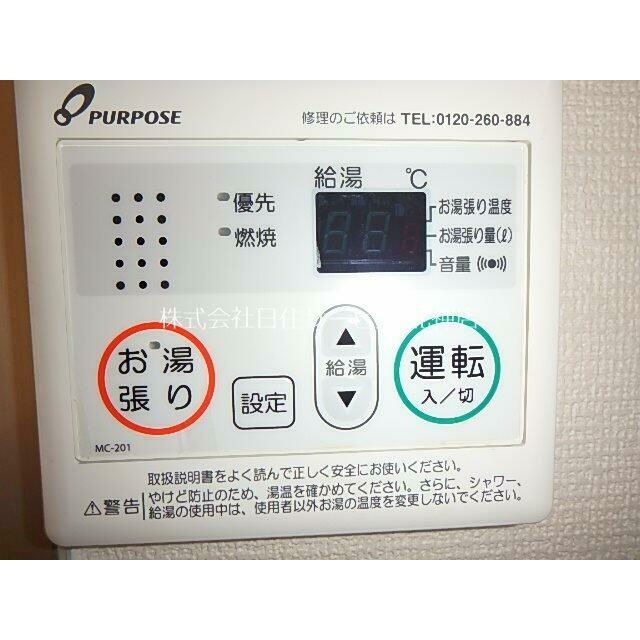 PURPOSE
修理のご依頼は TEL:0120-260-884
給湯 ℃
優先
燃焼
お湯張り温度
お湯張り量(ℓ)
音量
株式会社日住サービス
お湯張り
設定
給湯
運転
入／切
MC-201
取扱説明書をよく読んで正しく安全にお使いください。
警告
やけど防止のため、湯温を確かめてください。さらに、シャワー、
給湯の使用中は、使用者以外お湯の温度を変更しないでください。